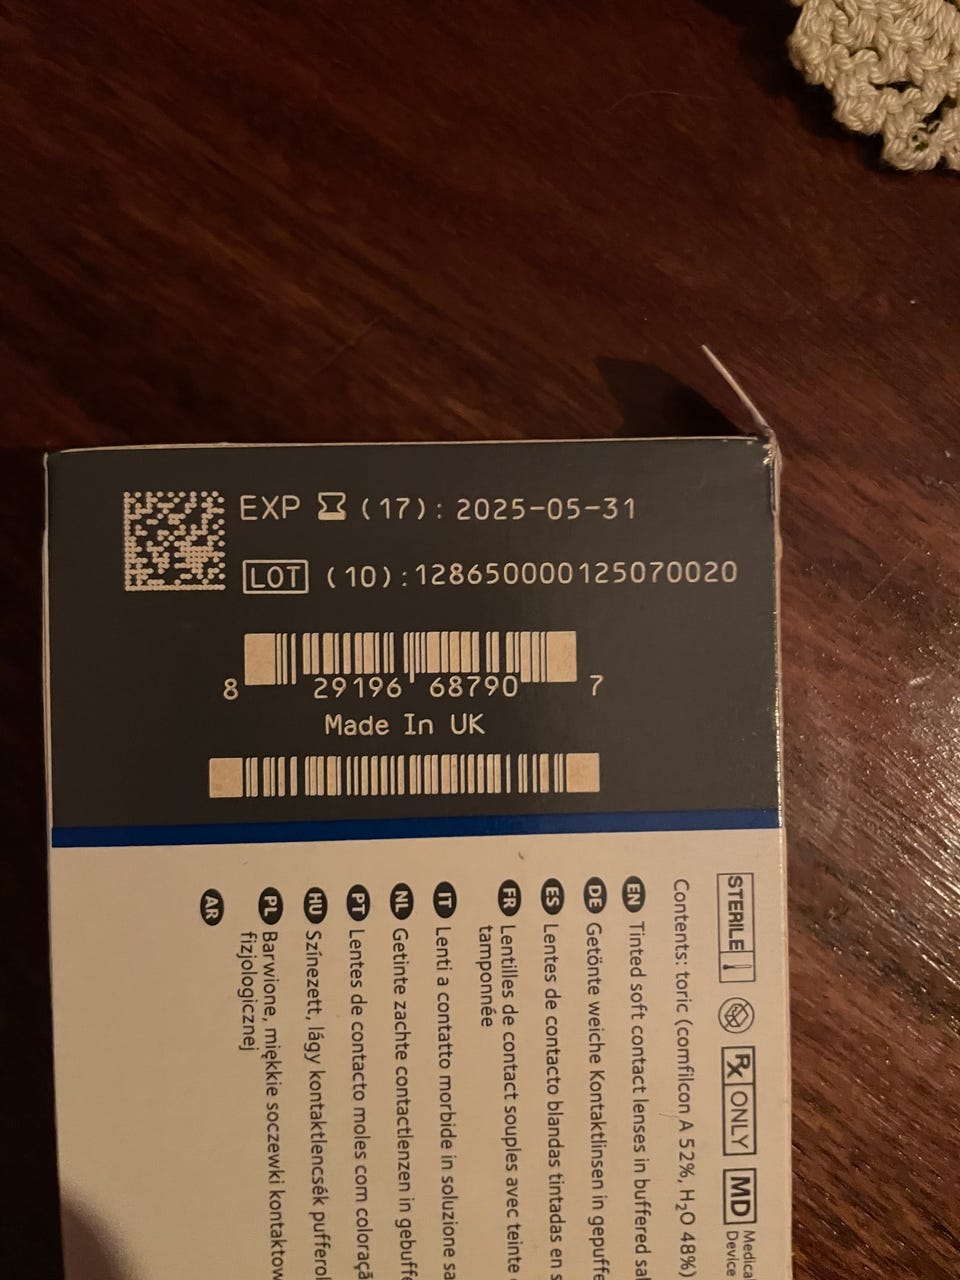 EXP (17): 2025-05-31
LOT (10):128650000125070020
8 29196 68790 7
Made In UK
STERILE Rx ONLY MD Medical
Device
Contents: toric (comfilcon A 52%, H₂O 48%)
EN Tinted soft contact lenses in buffered sal
DE Getönte weiche Kontaktlinsen in gepuffe
ES Lentes de contacto blandas tintadas en s
FR Lentilles de contact souples avec teinte
tamponnée
IT Lenti a contatto morbide in soluzione sa
NL Getinte zachte contactlenzen in gebuffe
PT Lentes de contacto moles com coloraçã
HU Színezett, lágy kontaktlencsék pufferol
PL Barwione, miękkie soczewki kontaktow
fizjologicznej
AR